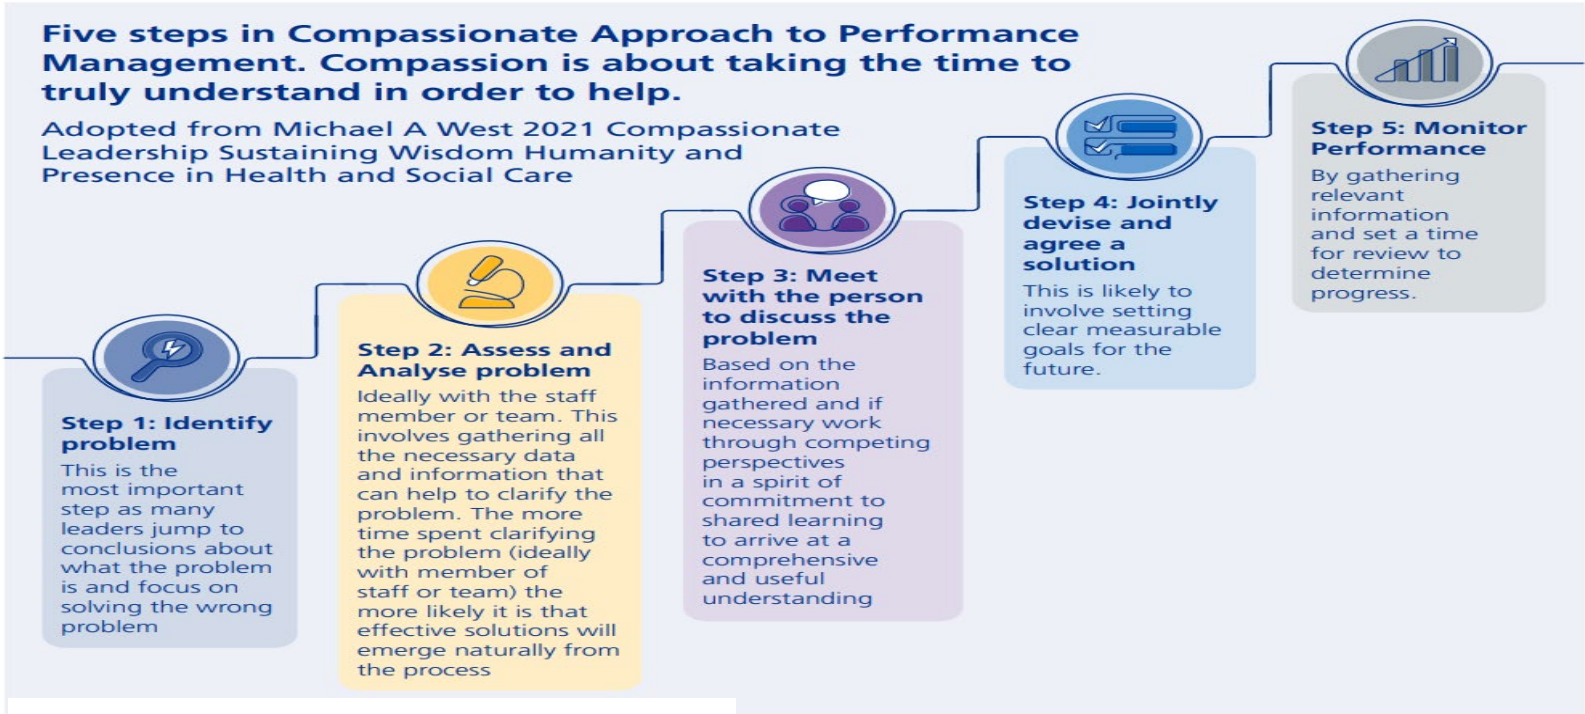 Five steps in Compassionate Approach to Performance
Management. Compassion is about taking the time to
truly understand in order to help.
Adopted from Michael A West 2021 Compassionate
Leadership Sustaining Wisdom Humanity and
Presence in Health and Social Care
Step 1: Identify
problem
This is the
most important
step as many
leaders jump to
conclusions about
what the problem
is and focus on
solving the wrong
problem
Step 2: Assess and
Analyse problem
Ideally with the staff
member or team. This
involves gathering all
the necessary data
and information that
can help to clarify the
problem. The more
time spent clarifying
the problem (ideally
with member of
staff or team) the
more likely it is that
effective solutions will
emerge naturally from
the process
Step 3: Meet
with the person
to discuss the
problem
Based on the
information
gathered and if
necessary work
through competing
perspectives
in a spirit of
commitment to
shared learning
to arrive at a
comprehensive
and useful
understanding
Step 4: Jointly
devise and
agree a
solution
This is likely to
involve setting
clear measurable
goals for the
future.
Step 5: Monitor
Performance
By gathering
relevant
information
and set a time
for review to
determine
progress.